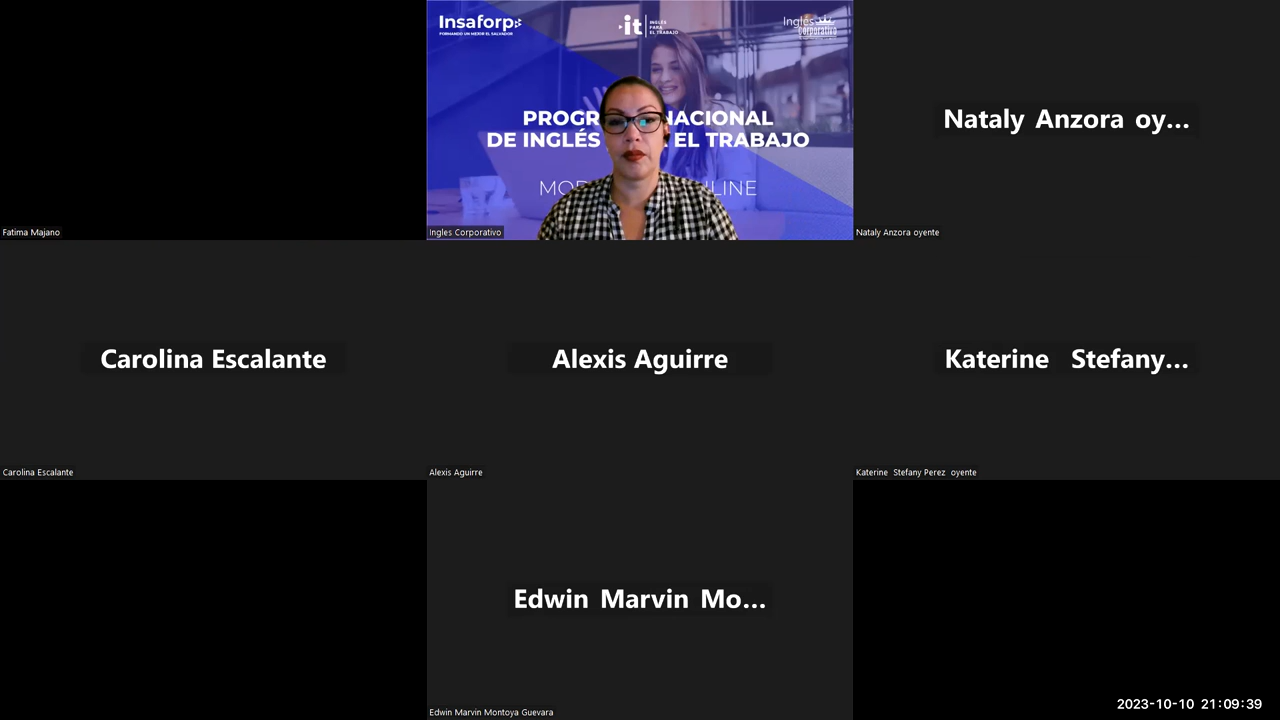 Insaforp
FORMANDO UN MEJOR EL SALVADOR
it INGLÉS
PARA
EL TRABAJO
Inglés
Corporativo
PROGR NACIONAL
DE INGLÉS EL TRABAJO
MOD NLINE
Fatima Majano
Ingles Corporativo
Nataly Anzora oy...
Nataly Anzora oyente
Carolina Escalante
Carolina Escalante
Alexis Aguirre
Alexis Aguirre
Katerine Stefany...
Katerine Stefany Perez oyente
Edwin Marvin Mo...
Edwin Marvin Montoya Guevara
2023-10-10 21:09:39